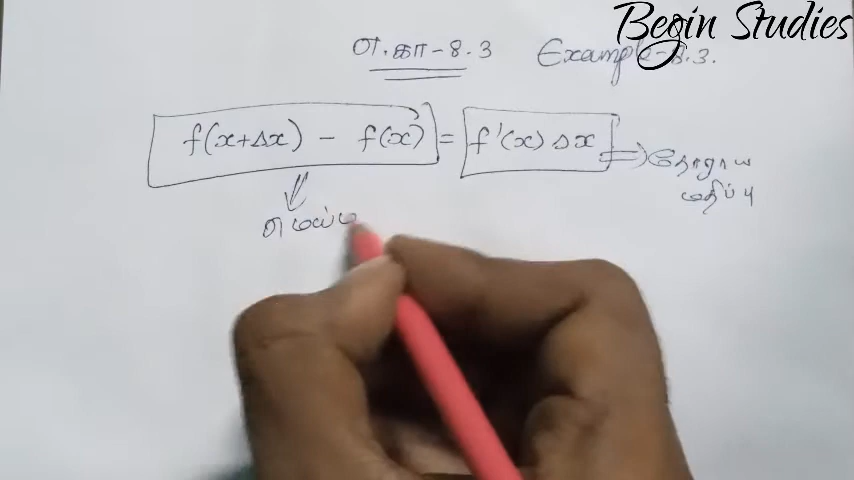 Begin Studies
எ.கா-8.3 Example-8.3.
f(x+Δx) - f(x) = f'(x) Δx
தோராய
மதிப்பு